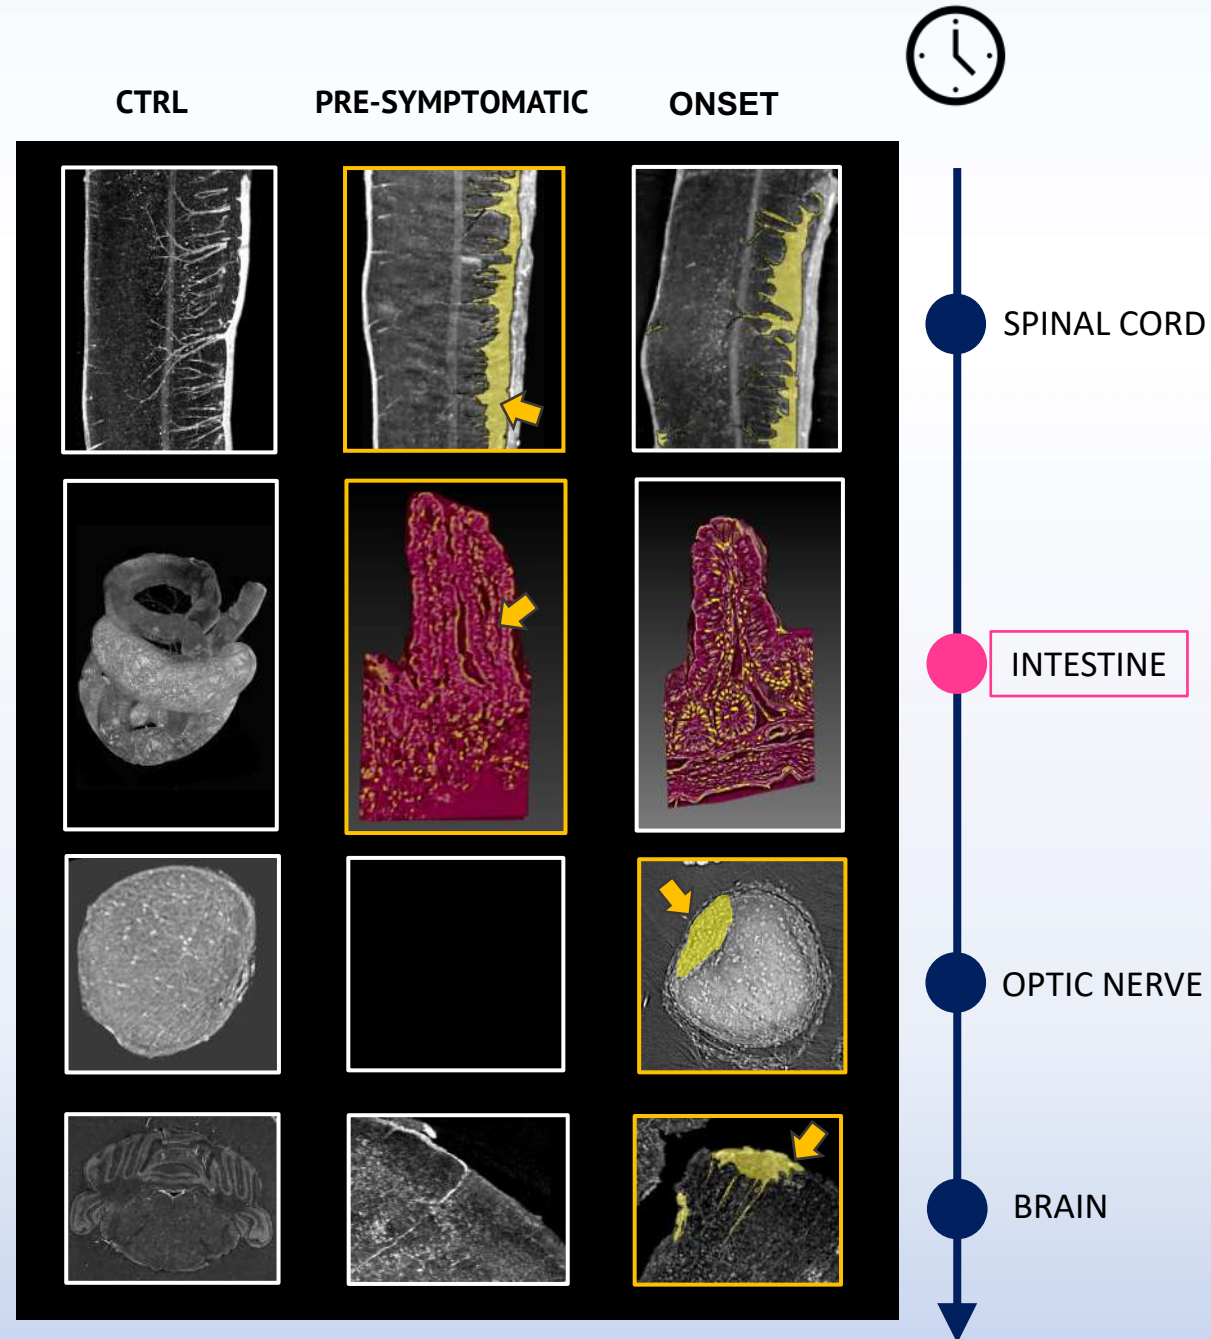 CTRL PRE-SYMPTOMATIC ONSET
SPINAL CORD
INTESTINE
OPTIC NERVE
BRAIN